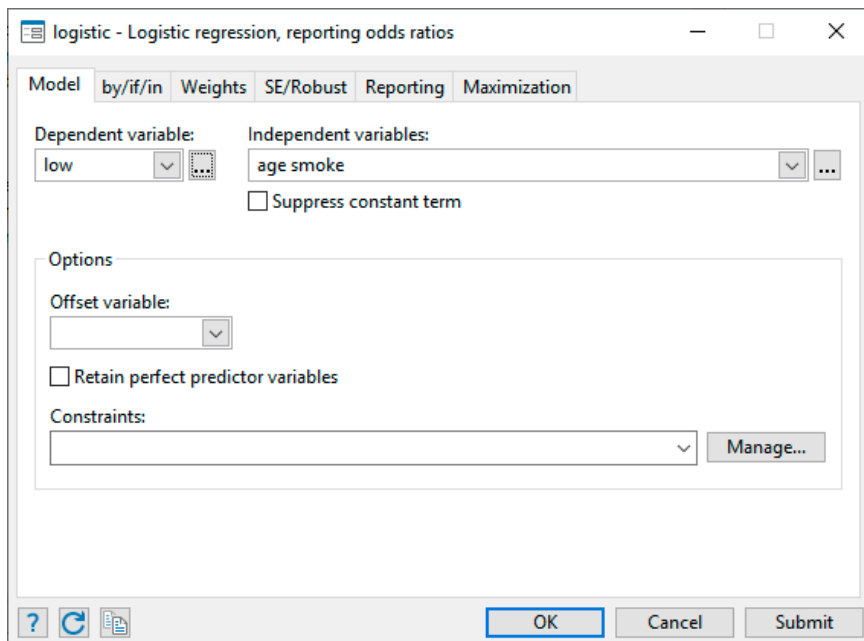 logistic - Logistic regression, reporting odds ratios
Model by/if/in Weights SE/Robust Reporting Maximization
Dependent variable: Independent variables:
low ... age smoke ...
Suppress constant term
Options
Offset variable:
Retain perfect predictor variables
Constraints:
Manage...
? OK Cancel Submit